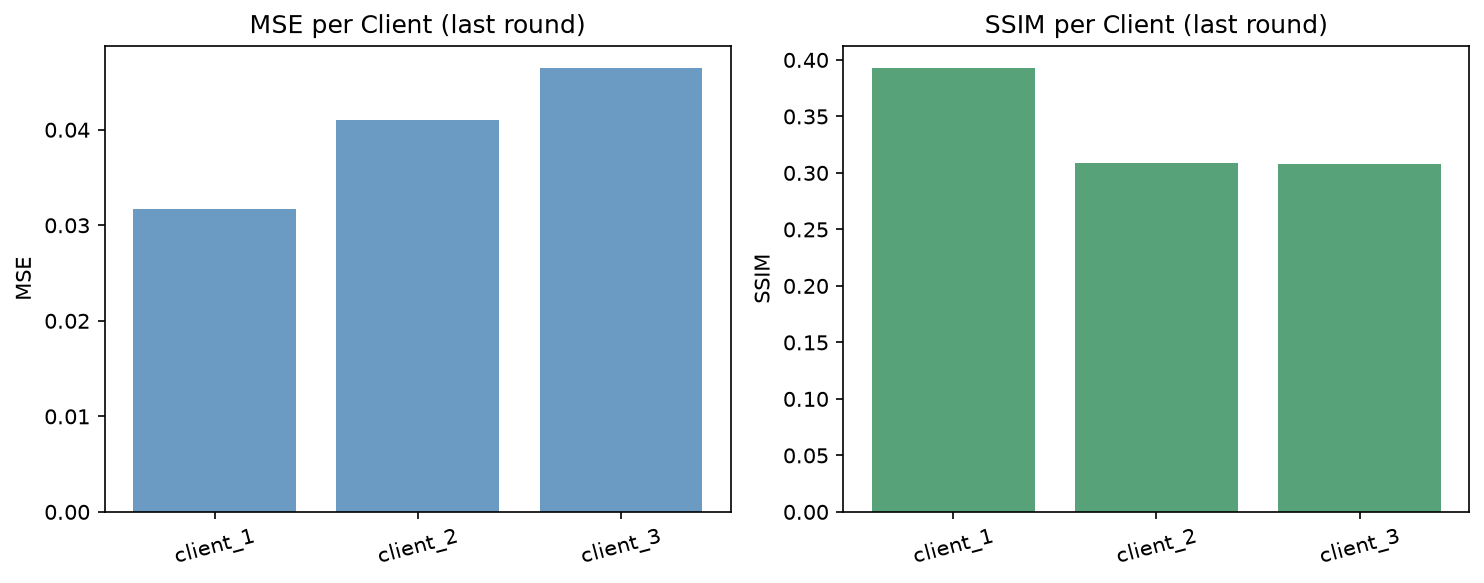 MSE per Client (last round)
MSE
0.04
0.03
0.02
0.01
0.00
client_1
client_2
client_3
SSIM per Client (last round)
SSIM
0.40
0.35
0.30
0.25
0.20
0.15
0.10
0.05
0.00
client_1
client_2
client_3